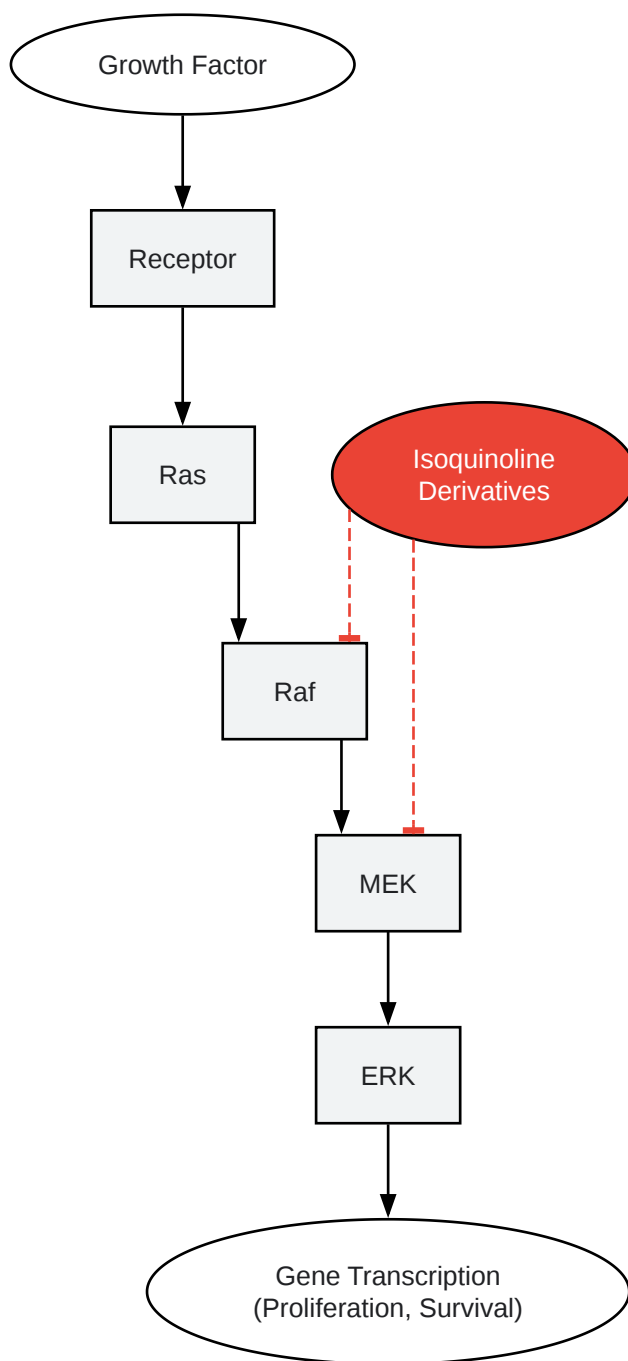 Growth Factor
Receptor
Ras
Isoquinoline
Derivatives
Raf
MEK
ERK
Gene Transcription
(Proliferation, Survival)